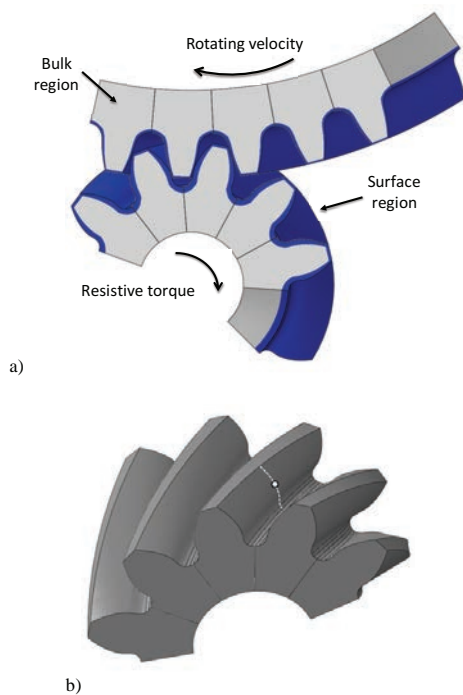 Rotating velocity
Bulk
region
Surface
region
Resistive torque
a)
b)